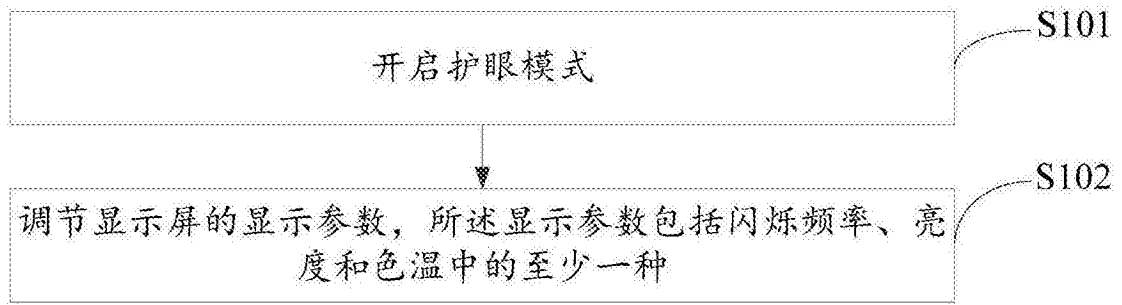 S101
开启护眼模式
S102
调节显示屏的显示参数，所述显示参数包括闪烁频率、亮
度和色温中的至少一种